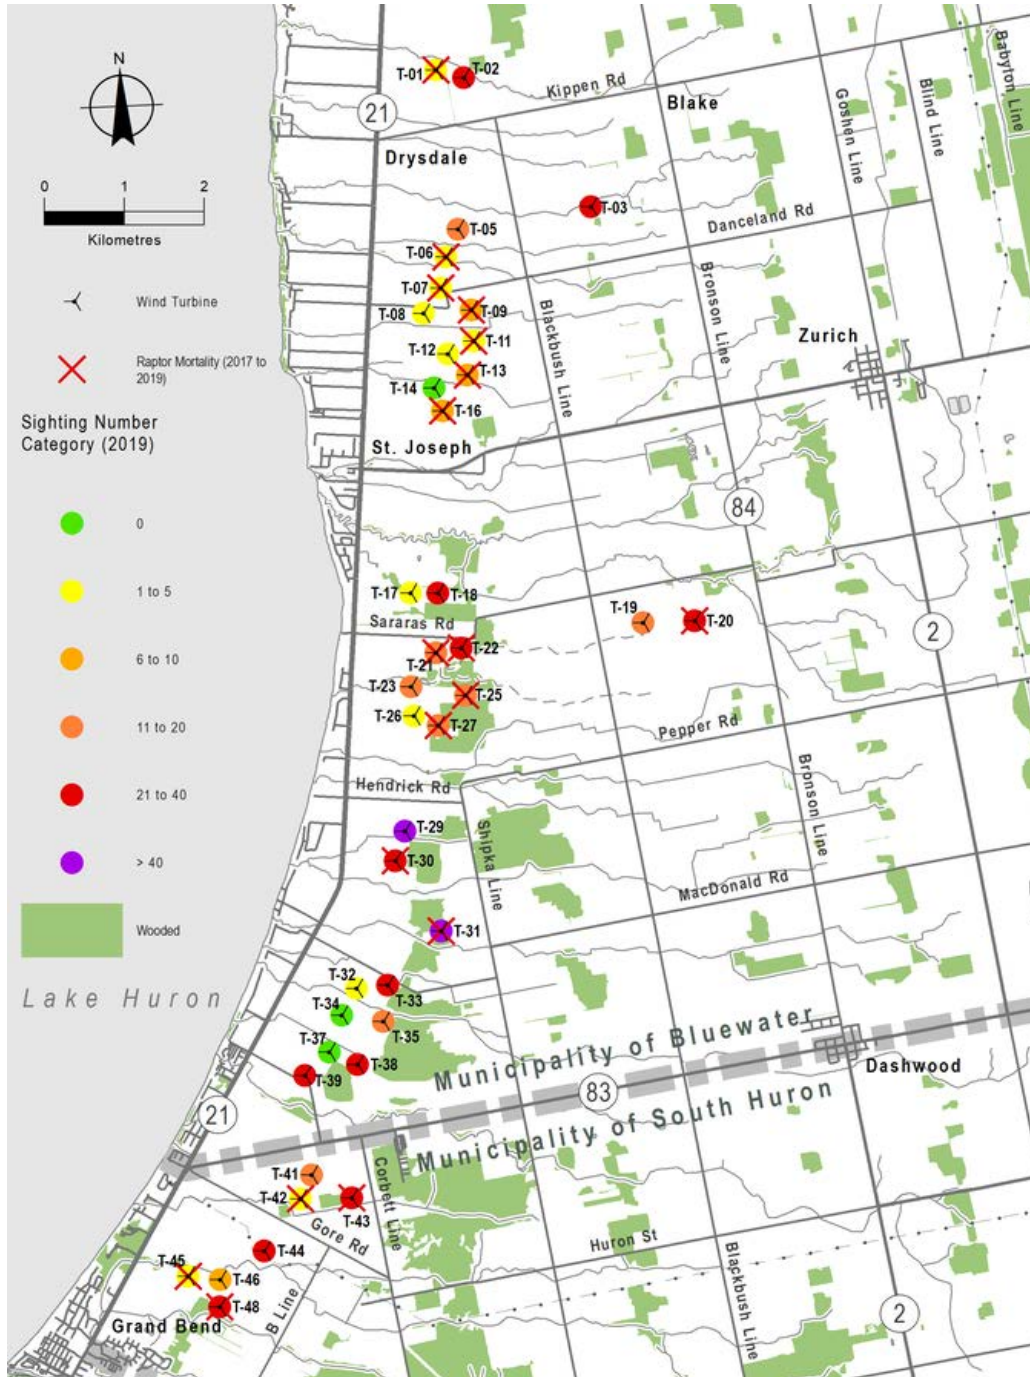 N
0 1 2
Kilometres
Wind Turbine
Raptor Mortality (2017 to
2019)
Sighting Number
Category (2019)
0
1 to 5
6 to 10
11 to 20
21 to 40
> 40
Wooded
Lake Huron
T-01
T-02
Kippen Rd
Blake
21
Drysdale
Goshen Line
Blind Line
Babylon Line
T-03
Danceland Rd
T-05
T-06
T-07
T-08
T-09
T-11
T-12
T-13
T-14
T-16
Blackbush Line
Bronson Line
Zurich
St. Joseph
84
T-17
T-18
Sararas Rd
T-19
T-20
2
T-21
T-22
T-23
T-25
T-26
T-27
Pepper Rd
Hendrick Rd
Bronson Line
T-29
T-30
Shipka Line
MacDonald Rd
T-31
T-32
T-33
T-34
T-35
T-37
T-38
T-39
Municipality of Bluewater
Dashwood
83
Municipality of South Huron
21
T-41
T-42
T-43
Corbett Line
Gore Rd
Huron St
T-44
T-45
T-46
T-48
B Line
Blackbush Line
2
Grand Bend